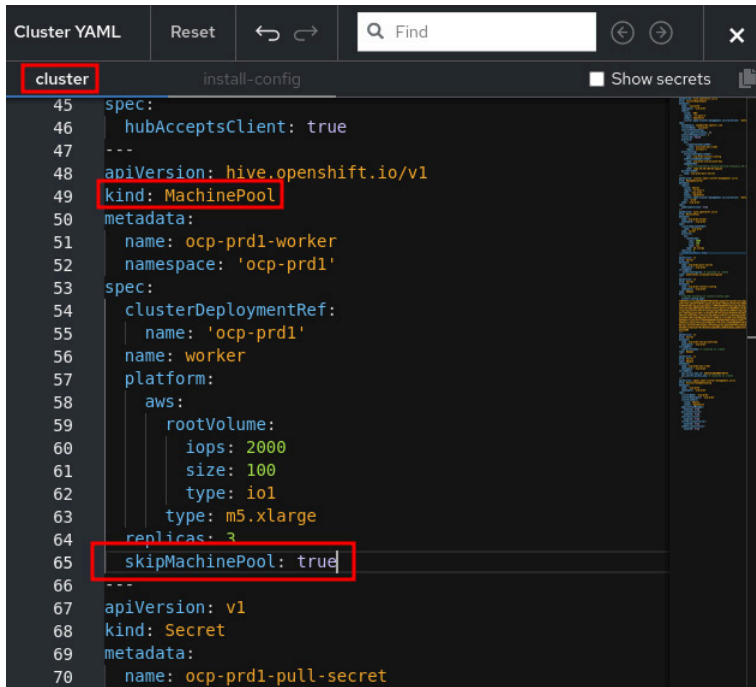 Cluster YAML Reset Find
cluster install-config Show secrets
45 spec:
46 hubAcceptsClient: true
47 ---
48 apiVersion: hive.openshift.io/v1
49 kind: MachinePool
50 metadata:
51 name: ocp-prd1-worker
52 namespace: 'ocp-prd1'
53 spec:
54 clusterDeploymentRef:
55 name: 'ocp-prd1'
56 name: worker
57 platform:
58 aws:
59 rootVolume:
60 iops: 2000
61 size: 100
62 type: io1
63 type: m5.xlarge
64 replicas: 3
65 skipMachinePool: true
66 ---
67 apiVersion: v1
68 kind: Secret
69 metadata:
70 name: ocp-prd1-pull-secret